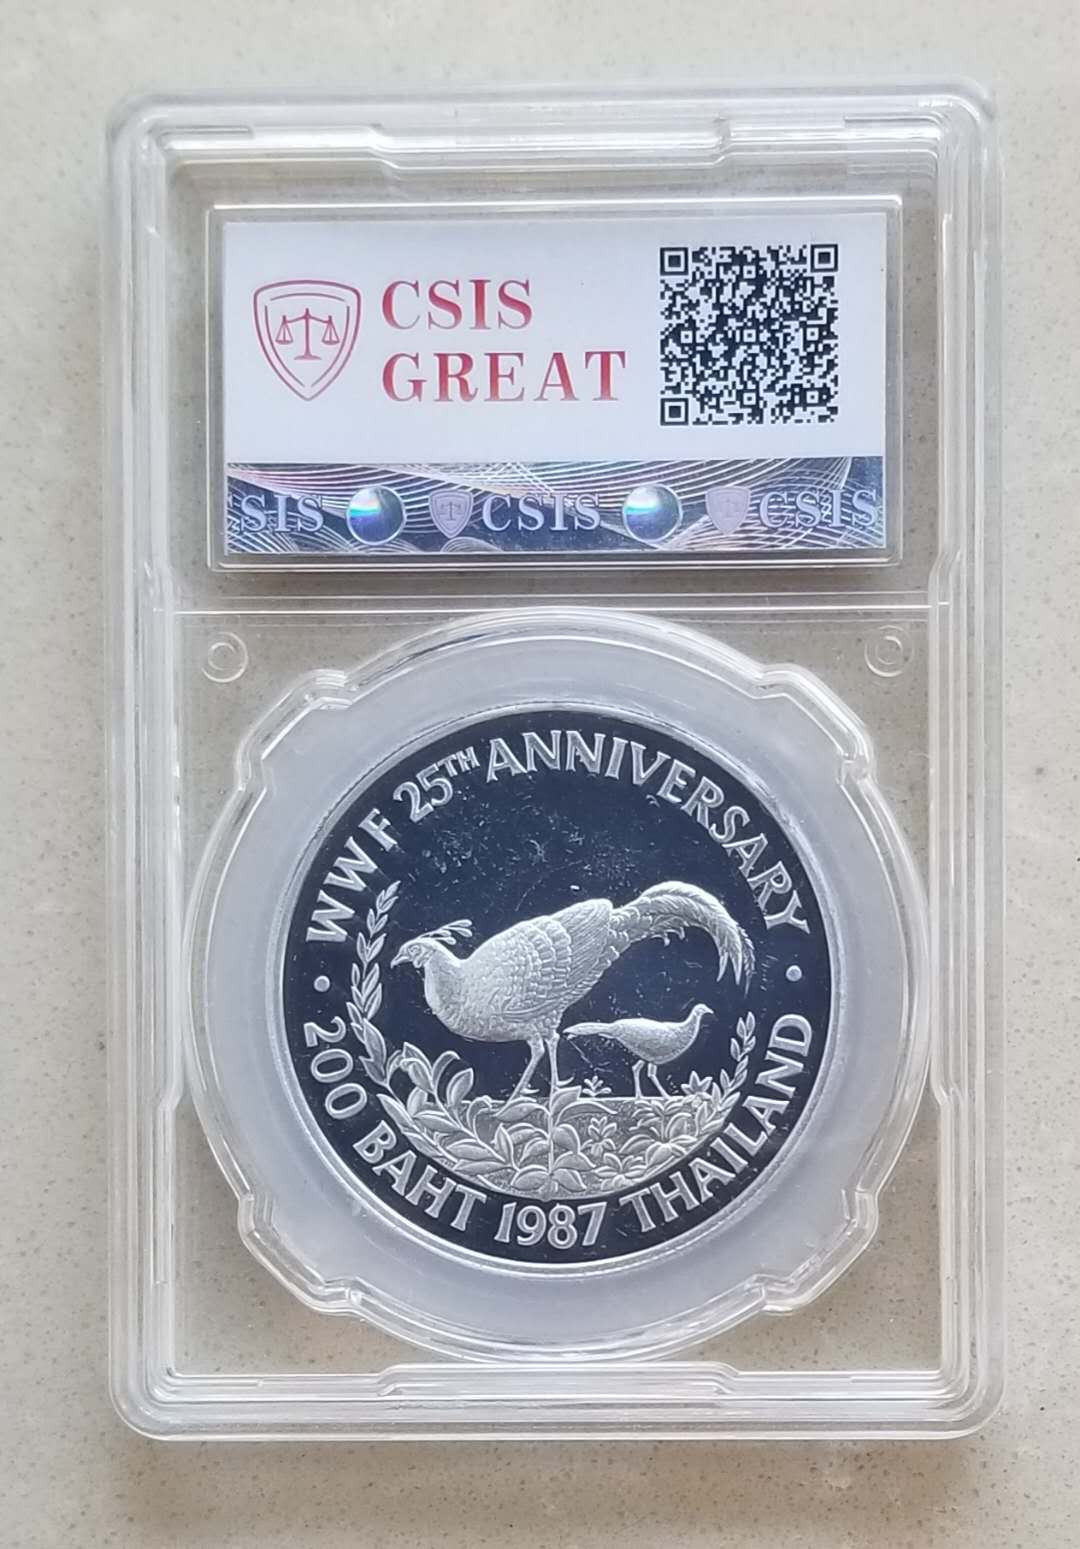 CSIS
GREAT
SIS CSIS CSIS
WWF 25TH ANNIVERSARY
200 BAHT 1987 THAILAND